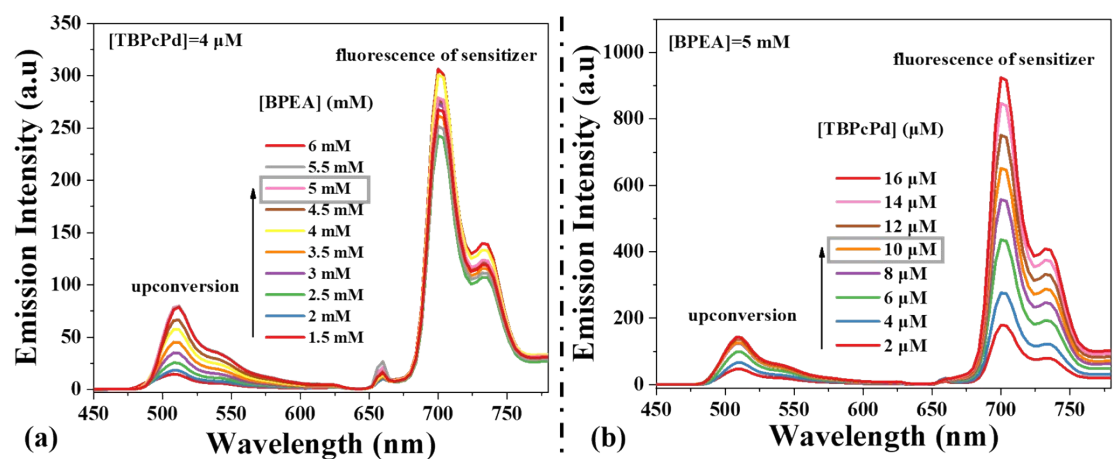 [TBPcPd]=4 µM
fluorescence of sensitizer
[BPEA] (mM)
6 mM
5.5 mM
5 mM
4.5 mM
4 mM
3.5 mM
3 mM
2.5 mM
2 mM
1.5 mM
upconversion
Emission Intensity (a.u)
350
300
250
200
150
100
50
0
450
500
550
600
650
700
750
Wavelength (nm)
(a)
[BPEA]=5 mM
fluorescence of sensitizer
[TBPcPd] (µM)
16 µM
14 µM
12 µM
10 µM
8 µM
6 µM
4 µM
2 µM
upconversion
Emission Intensity (a.u)
1000
800
600
400
200
0
450
500
550
600
650
700
750
Wavelength (nm)
(b)